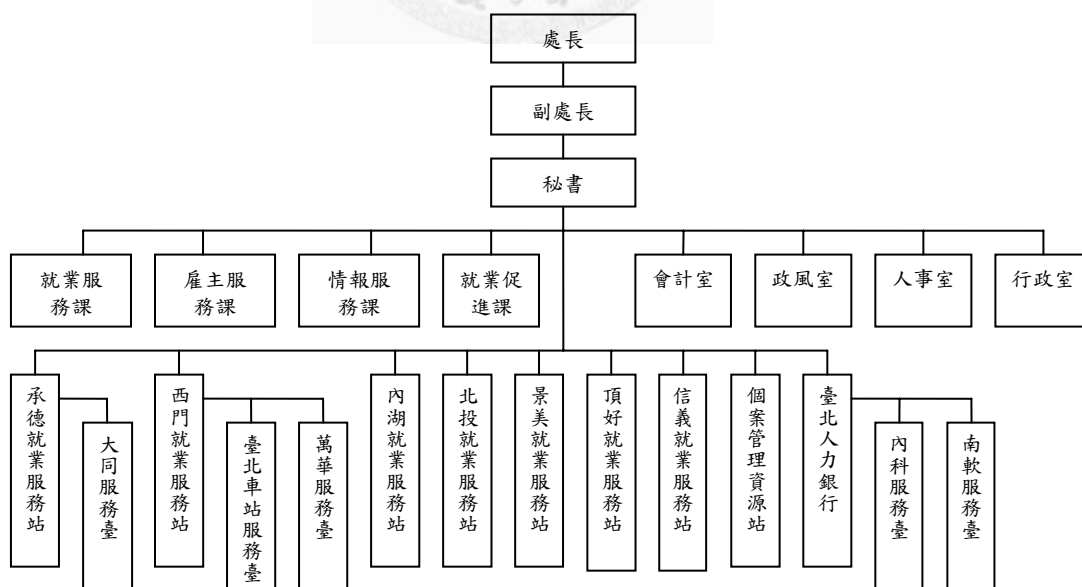 處長
副處長
秘書
就業服
務課
雇主服
務課
情報服
務課
就業促
進課
會計室
政風室
人事室
行政室
承德就業服務站
大同服務臺
西門就業服務站
臺北車站服務臺
萬華服務臺
內湖就業服務站
北投就業服務站
景美就業服務站
頂好就業服務站
信義就業服務站
個案管理資源站
臺北人力銀行
內科服務臺
南軟服務臺